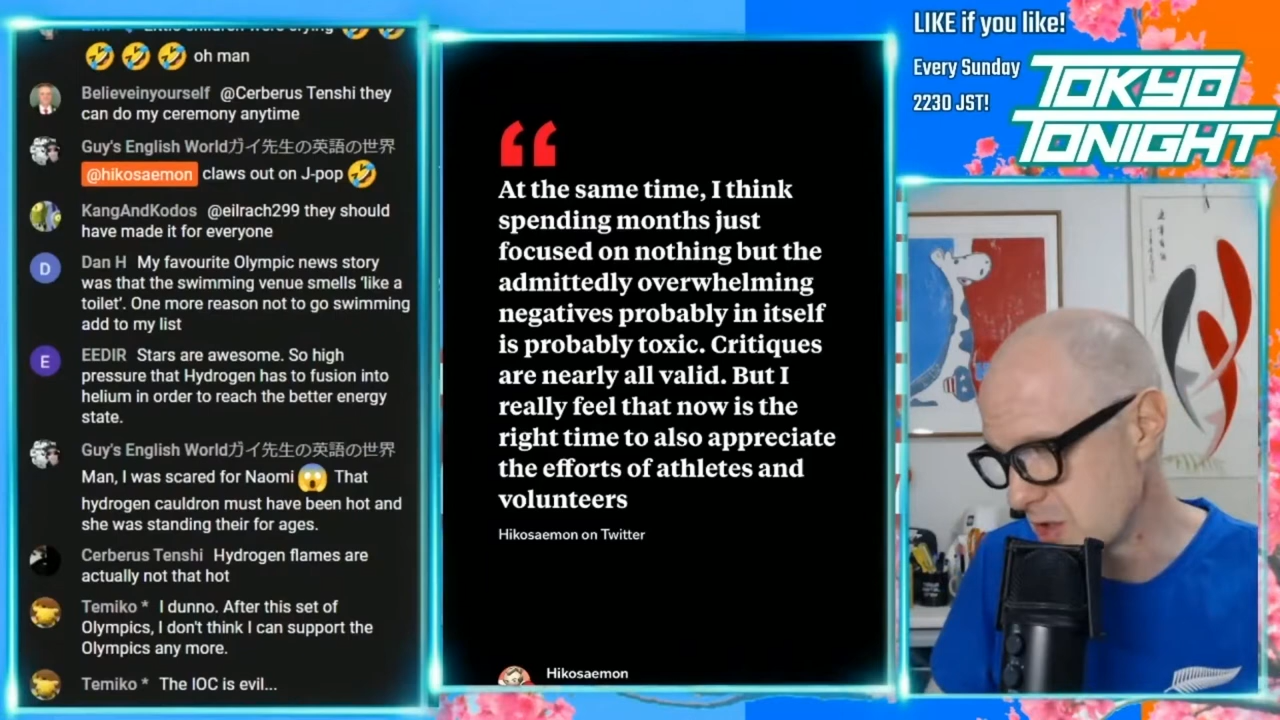 Little children were crying
oh man
Believeinyourself @Cerberus Tenshi they
can do my ceremony anytime
Guy's English Worldガイ先生の英語の世界
@hikosaemon claws out on J-pop
KangAndKodos @eilrach299 they should
have made it for everyone
D
Dan H My favourite Olympic news story
was that the swimming venue smells 'like a
toilet'. One more reason not to go swimming
add to my list
E
EEDIR Stars are awesome. So high
pressure that Hydrogen has to fusion into
helium in order to reach the better energy
state.
Guy's English Worldガイ先生の英語の世界
Man, I was scared for Naomi 😱 That
hydrogen cauldron must have been hot and
she was standing their for ages.
Cerberus Tenshi Hydrogen flames are
actually not that hot
Temiko * I dunno. After this set of
Olympics, I don't think I can support the
Olympics any more.
Temiko * The IOC is evil...
“
At the same time, I think
spending months just
focused on nothing but the
admittedly overwhelming
negatives probably in itself
is probably toxic. Critiques
are nearly all valid. But I
really feel that now is the
right time to also appreciate
the efforts of athletes and
volunteers
Hikosaemon on Twitter
Hikosaemon
LIKE if you like!
Every Sunday
2230 JST!
TOKYO
TONIGHT